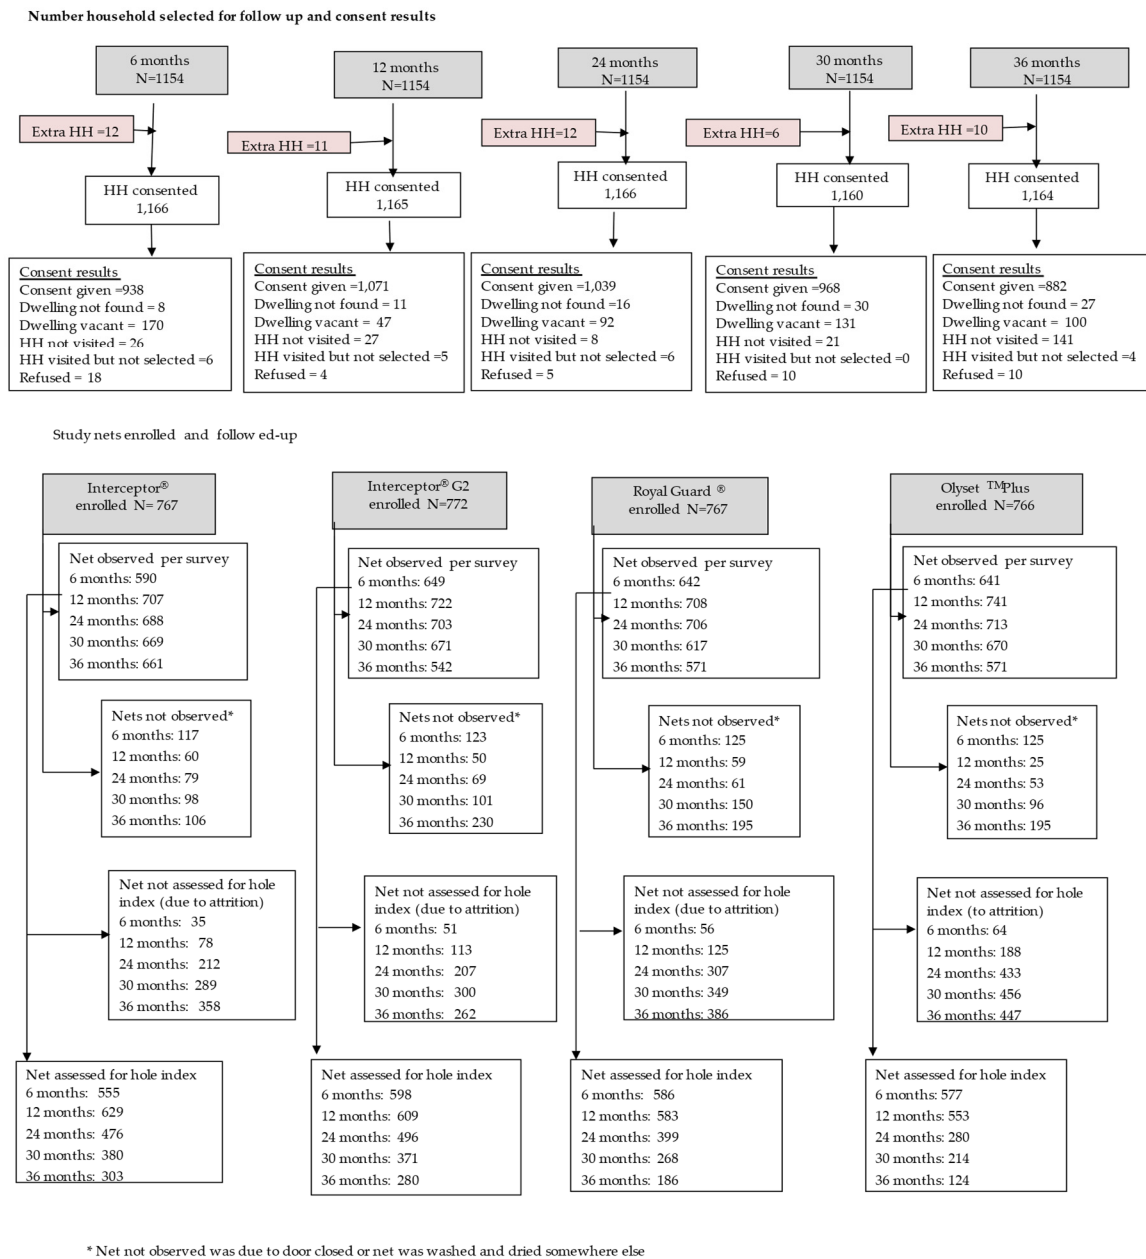 Number household selected for follow up and consent results
6 months
N=1154
12 months
N=1154
24 months
N=1154
30 months
N=1154
36 months
N=1154
Extra HH =12
Extra HH =11
Extra HH=12
Extra HH=6
Extra HH =10
HH consented
1,166
HH consented
1,165
HH consented
1,166
HH consented
1,160
HH consented
1,164
Consent results
Consent given =938
Dwelling not found = 8
Dwelling vacant = 170
HH not visited = 26
HH visited but not selected =6
Refused = 18
Consent results
Consent given =1,071
Dwelling not found = 11
Dwelling vacant = 47
HH not visited = 27
HH visited but not selected =5
Refused = 4
Consent results
Consent given =1,039
Dwelling not found =16
Dwelling vacant = 92
HH not visited = 8
HH visited but not selected =6
Refused = 5
Consent results
Consent given =968
Dwelling not found = 30
Dwelling vacant = 131
HH not visited = 21
HH visited but not selected =0
Refused = 10
Consent results
Consent given =882
Dwelling not found = 27
Dwelling vacant = 100
HH not visited = 141
HH visited but not selected =4
Refused = 10
Study nets enrolled and follow ed-up
Interceptor®
enrolled N= 767
Interceptor® G2
enrolled N=772
Royal Guard ®
enrolled N=767
Olyset ™Plus
enrolled N=766
Net observed per survey
6 months: 590
12 months: 707
24 months: 688
30 months: 669
36 months: 661
Net observed per survey
6 months: 649
12 months: 722
24 months: 703
30 months: 671
36 months: 542
Net observed per survey
6 months: 642
12 months: 708
24 months: 706
30 months: 617
36 months: 571
Net observed per survey
6 months: 641
12 months: 741
24 months: 713
30 months: 670
36 months: 571
Nets not observed*
6 months: 117
12 months: 60
24 months: 79
30 months: 98
36 months: 106
Nets not observed*
6 months: 123
12 months: 50
24 months: 69
30 months: 101
36 months: 230
Nets not observed*
6 months: 125
12 months: 59
24 months: 61
30 months: 150
36 months: 195
Nets not observed*
6 months: 125
12 months: 25
24 months: 53
30 months: 96
36 months: 195
Net not assessed for hole
index (due to attrition)
6 months: 35
12 months: 78
24 months: 212
30 months: 289
36 months: 358
Net not assessed for hole
index (due to attrition)
6 months: 51
12 months: 113
24 months: 207
30 months: 300
36 months: 262
Net not assessed for hole
index (due to attrition)
6 months: 56
12 months: 125
24 months: 307
30 months: 349
36 months: 386
Net not assessed for hole
index (to attrition)
6 months: 64
12 months: 188
24 months: 433
30 months: 456
36 months: 447
Net assessed for hole index
6 months: 555
12 months: 629
24 months: 476
30 months: 380
36 months: 303
Net assessed for hole index
6 months: 598
12 months: 609
24 months: 496
30 months: 371
36 months: 280
Net assessed for hole index
6 months: 586
12 months: 583
24 months: 399
30 months: 268
36 months: 186
Net assessed for hole index
6 months: 577
12 months: 553
24 months: 280
30 months: 214
36 months: 124
* Net not observed was due to door closed or net was washed and dried somewhere else